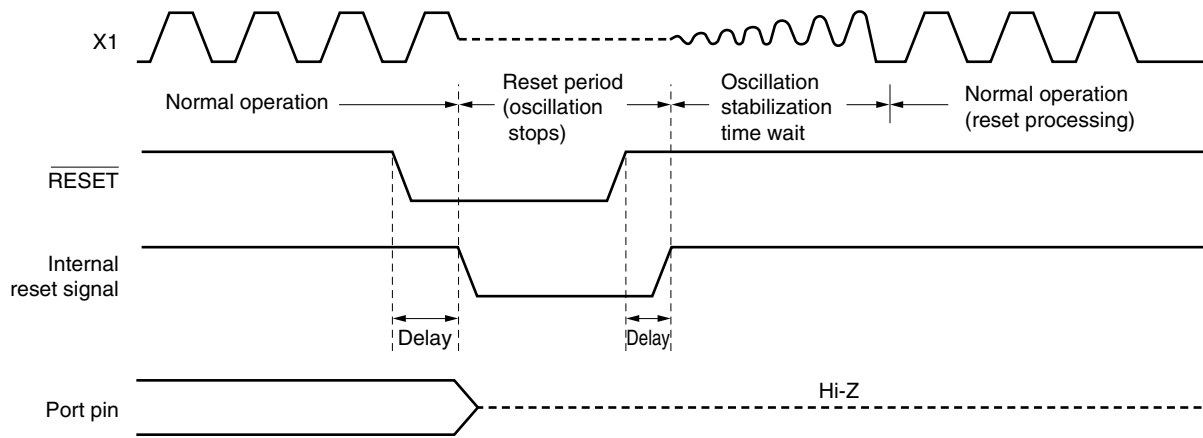 X1
Normal operation
Reset period
(oscillation
stops)
Oscillation
stabilization
time wait
Normal operation
(reset processing)
RESET
Internal
reset signal
Delay
Delay
Hi-Z
Port pin